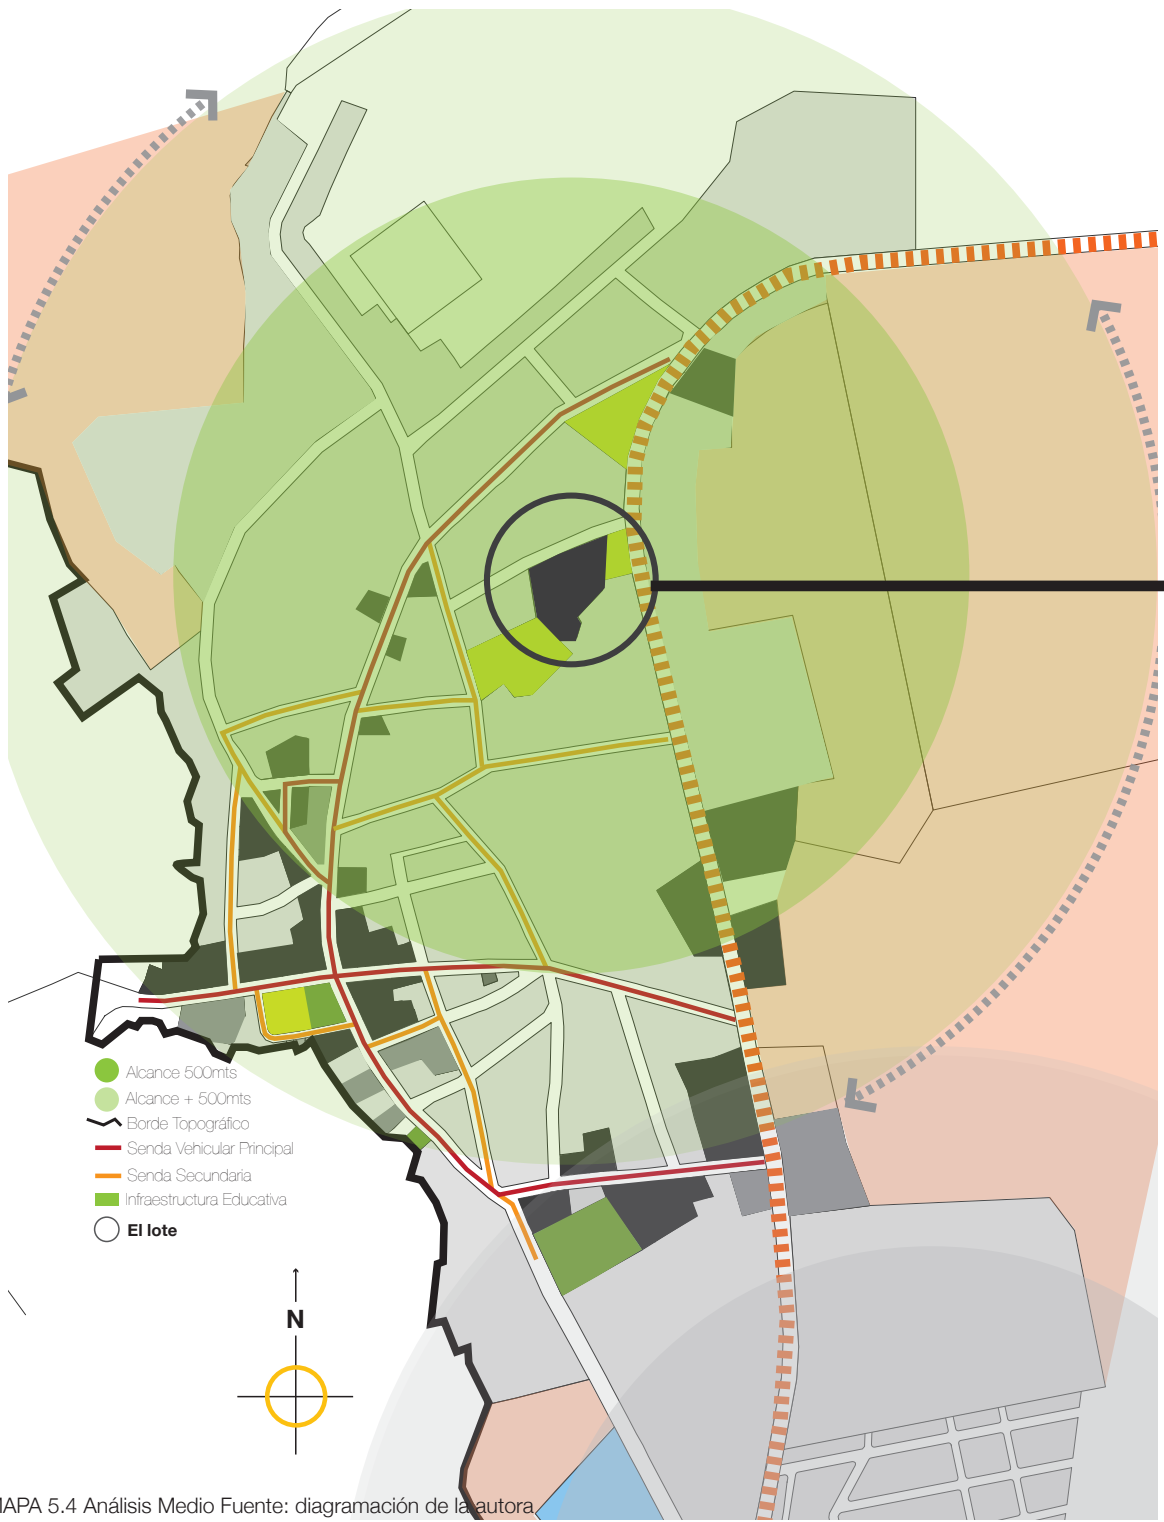 Alcance 500mts
Alcance + 500mts
Borde Topográfico
Senda Vehicular Principal
Senda Secundaria
Infraestructura Educativa
El lote
N
MAPA 5.4 Análisis Medio Fuente: diagramación de la autora